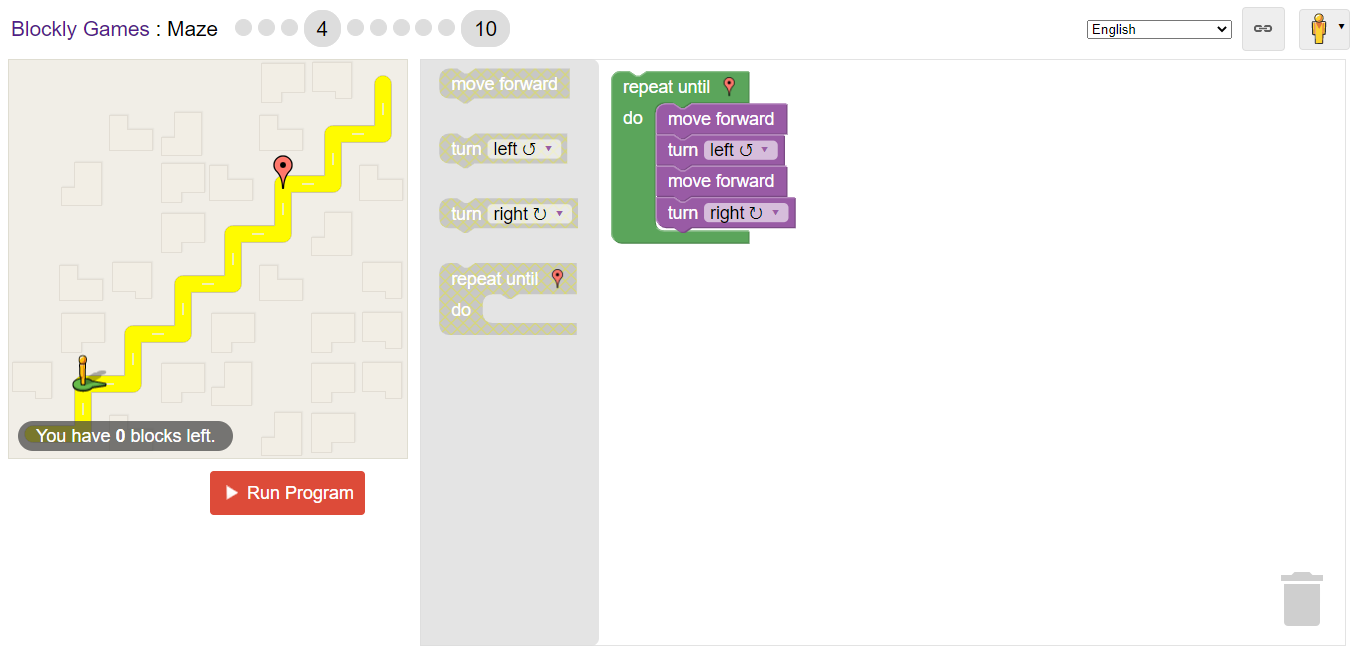 Blockly Games : Maze 4 10
English
You have 0 blocks left.
Run Program
move forward
turn left ↺ ▾
turn right ↻ ▾
repeat until
do
repeat until
do
move forward
turn left ↺ ▾
move forward
turn right ↻ ▾